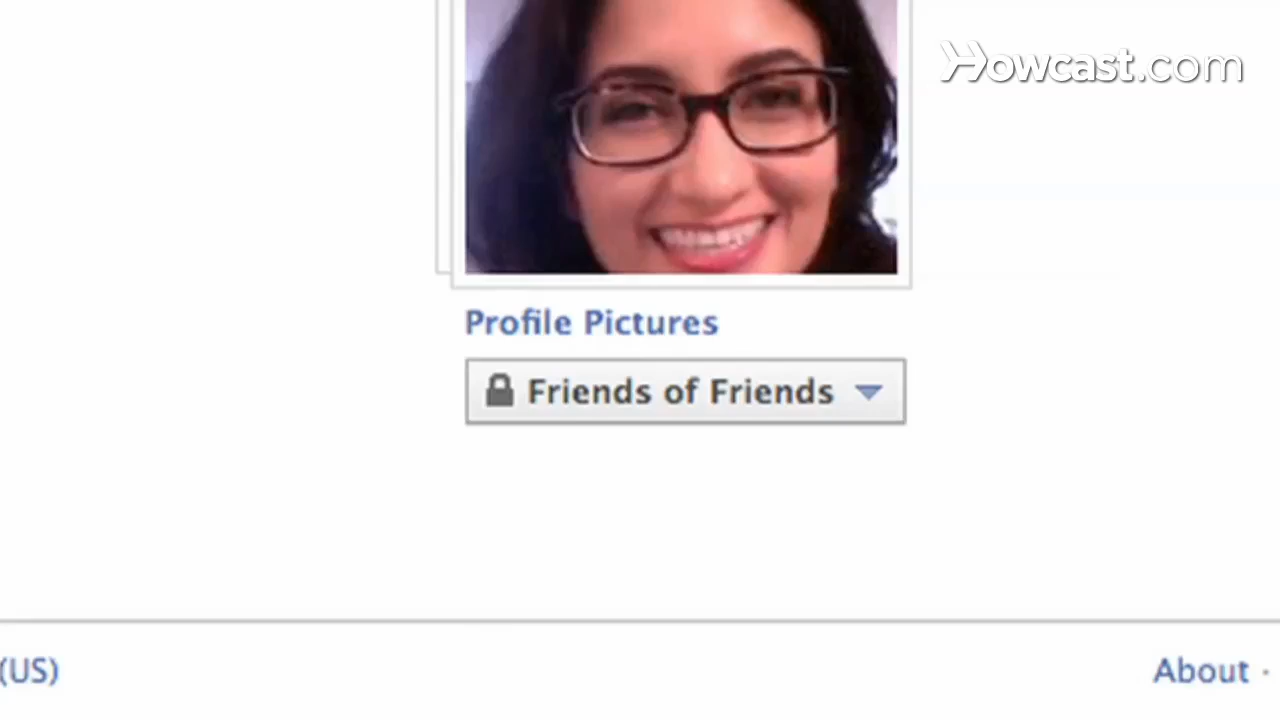 Howcast.com
Profile Pictures
Friends of Friends
(US)
About ·